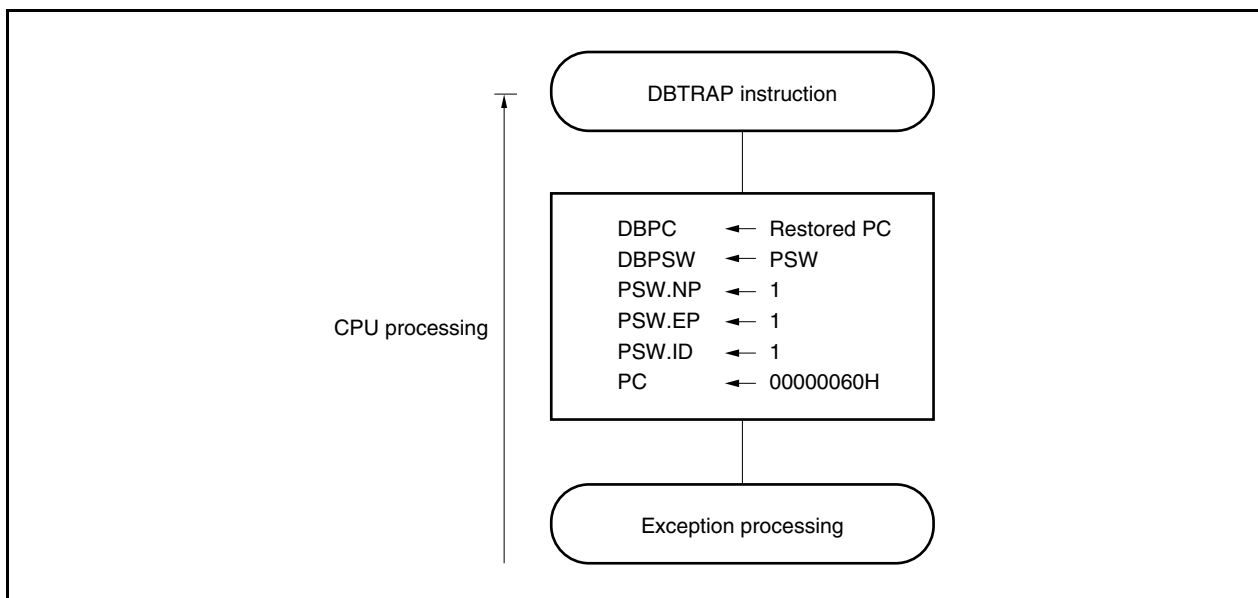 DBTRAP instruction
CPU processing
DBPC ← Restored PC
DBPSW ← PSW
PSW.NP ← 1
PSW.EP ← 1
PSW.ID ← 1
PC ← 00000060H
Exception processing